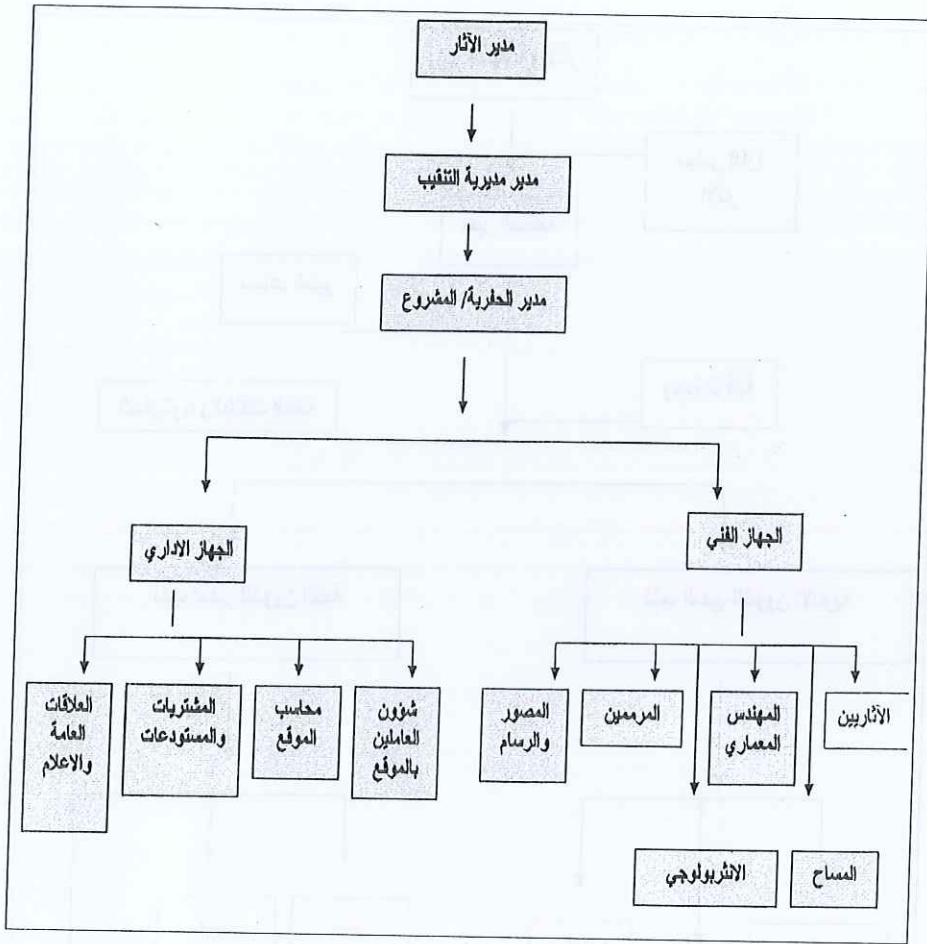 مدير الآثار
مدير مديرية التنقيب
مدير الحفرية/ المشروع
الجهاز الفني
الجهاز الاداري
الآثاريين
المهندس
المعماري
المرممين
المصور
والرسام
المساح
الانثربولوجي
شؤون
العاملين
بالموقع
محاسب
الموقع
المشتريات
والمستودعات
العلاقات
العامة
والاعلام